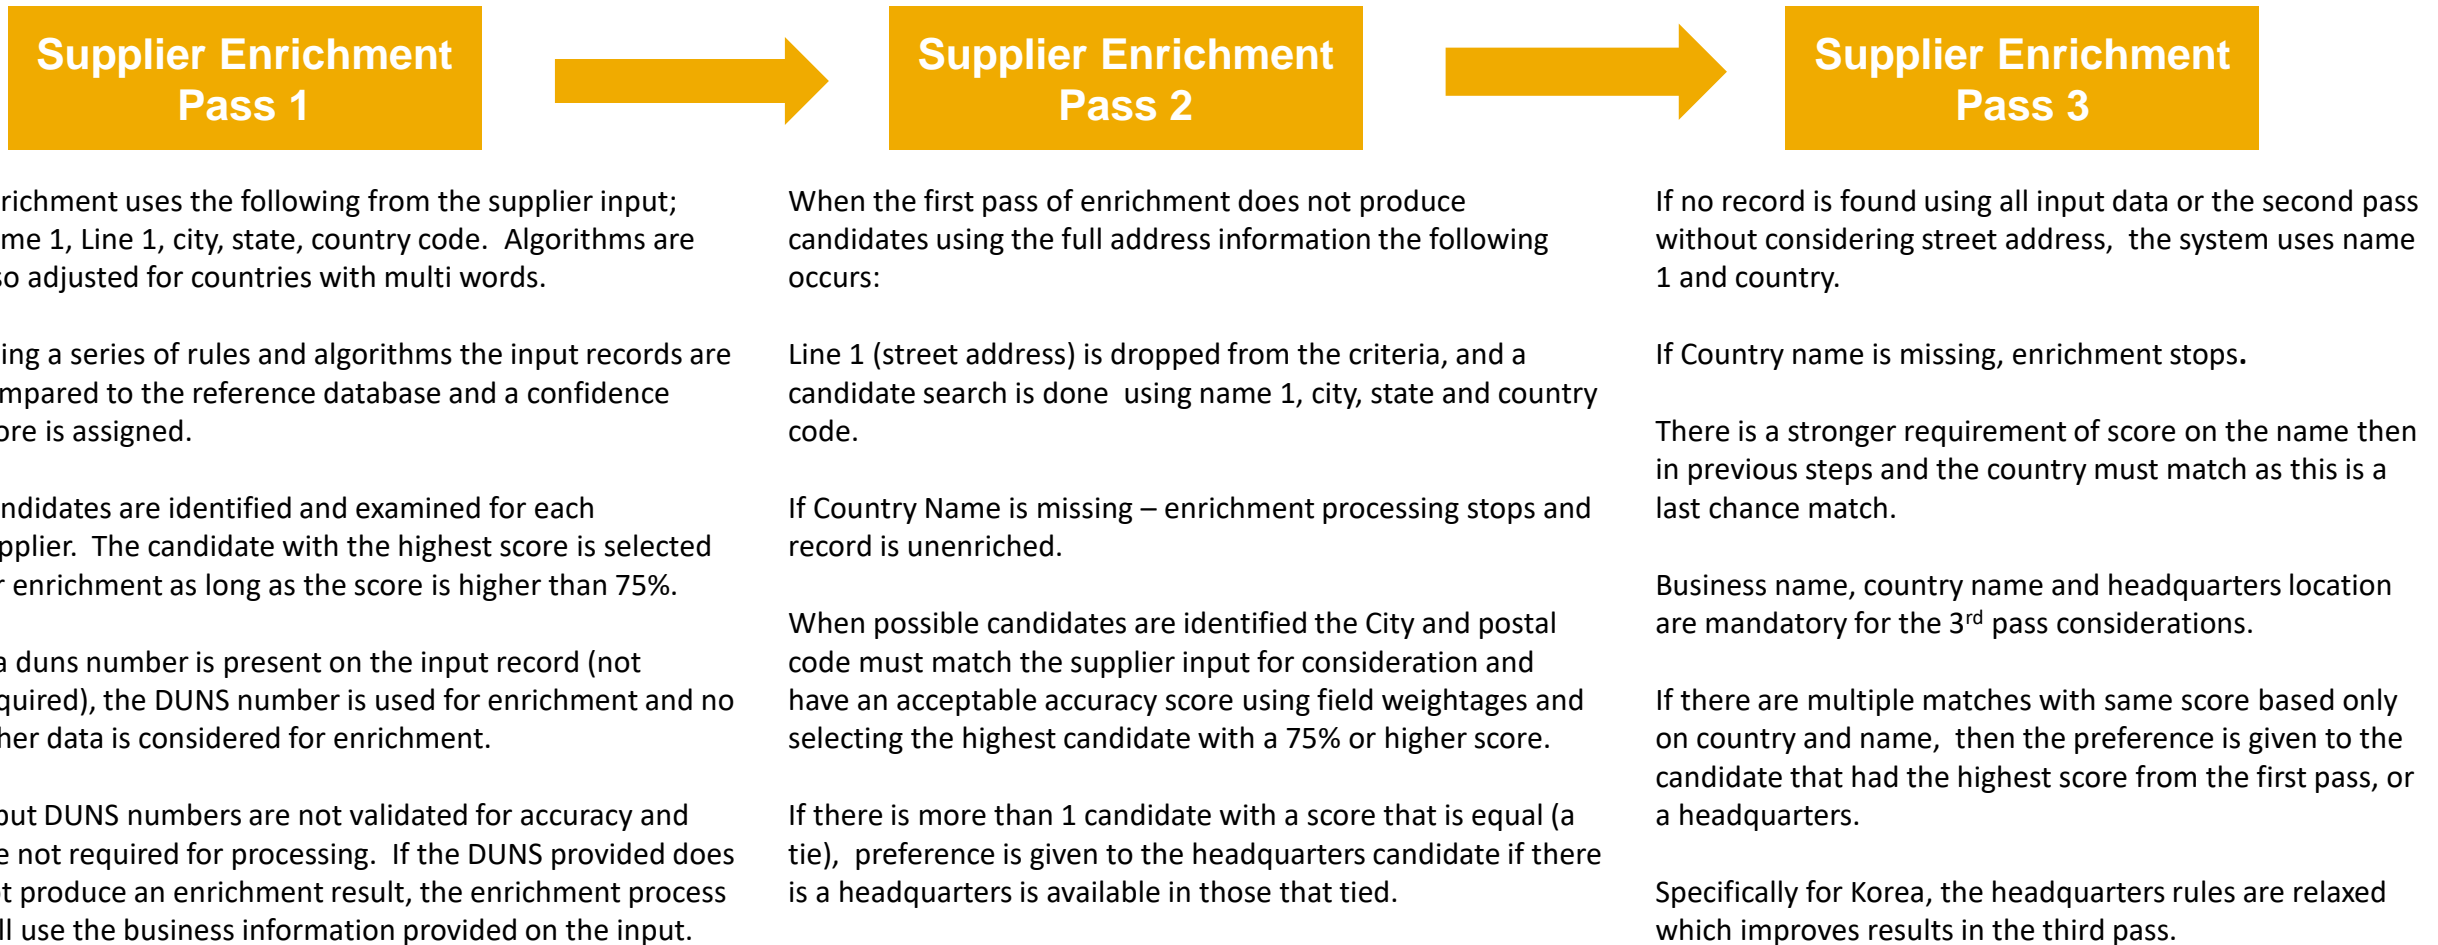 Supplier Enrichment
Pass 1
Supplier Enrichment
Pass 2
Supplier Enrichment
Pass 3
richment uses the following from the supplier input;
me 1, Line 1, city, state, country code.  Algorithms are
so adjusted for countries with multi words.
ing a series of rules and algorithms the input records are
mpared to the reference database and a confidence
ore is assigned.
ndidates are identified and examined for each
pplier.  The candidate with the highest score is selected
r enrichment as long as the score is higher than 75%.
a duns number is present on the input record (not
quired), the DUNS number is used for enrichment and no
her data is considered for enrichment.
out DUNS numbers are not validated for accuracy and
e not required for processing.  If the DUNS provided does
ot produce an enrichment result, the enrichment process
ll use the business information provided on the input.
When the first pass of enrichment does not produce
candidates using the full address information the following
occurs:
Line 1 (street address) is dropped from the criteria, and a
candidate search is done  using name 1, city, state and country
code.
If Country Name is missing – enrichment processing stops and
record is unenriched.
When possible candidates are identified the City and postal
code must match the supplier input for consideration and
have an acceptable accuracy score using field weightages and
selecting the highest candidate with a 75% or higher score.
If there is more than 1 candidate with a score that is equal (a
tie),  preference is given to the headquarters candidate if there
is a headquarters is available in those that tied.
If no record is found using all input data or the second pass
without considering street address,  the system uses name
1 and country.
If Country name is missing, enrichment stops.
There is a stronger requirement of score on the name then
in previous steps and the country must match as this is a
last chance match.
Business name, country name and headquarters location
are mandatory for the 3rd pass considerations.
If there are multiple matches with same score based only
on country and name,  then the preference is given to the
candidate that had the highest score from the first pass, or
a headquarters.
Specifically for Korea, the headquarters rules are relaxed
which improves results in the third pass.